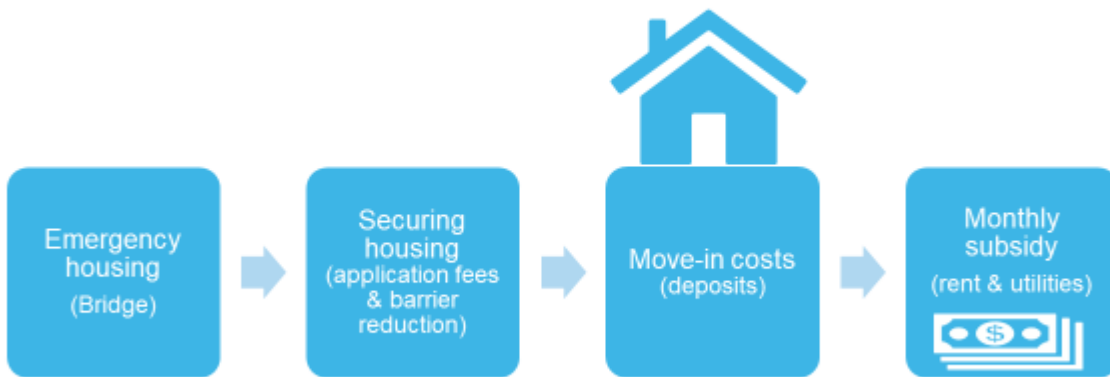 Emergency
housing
(Bridge)
Securing
housing
(application fees
& barrier
reduction)
Move-in costs
(deposits)
Monthly
subsidy
(rent & utilities)
$